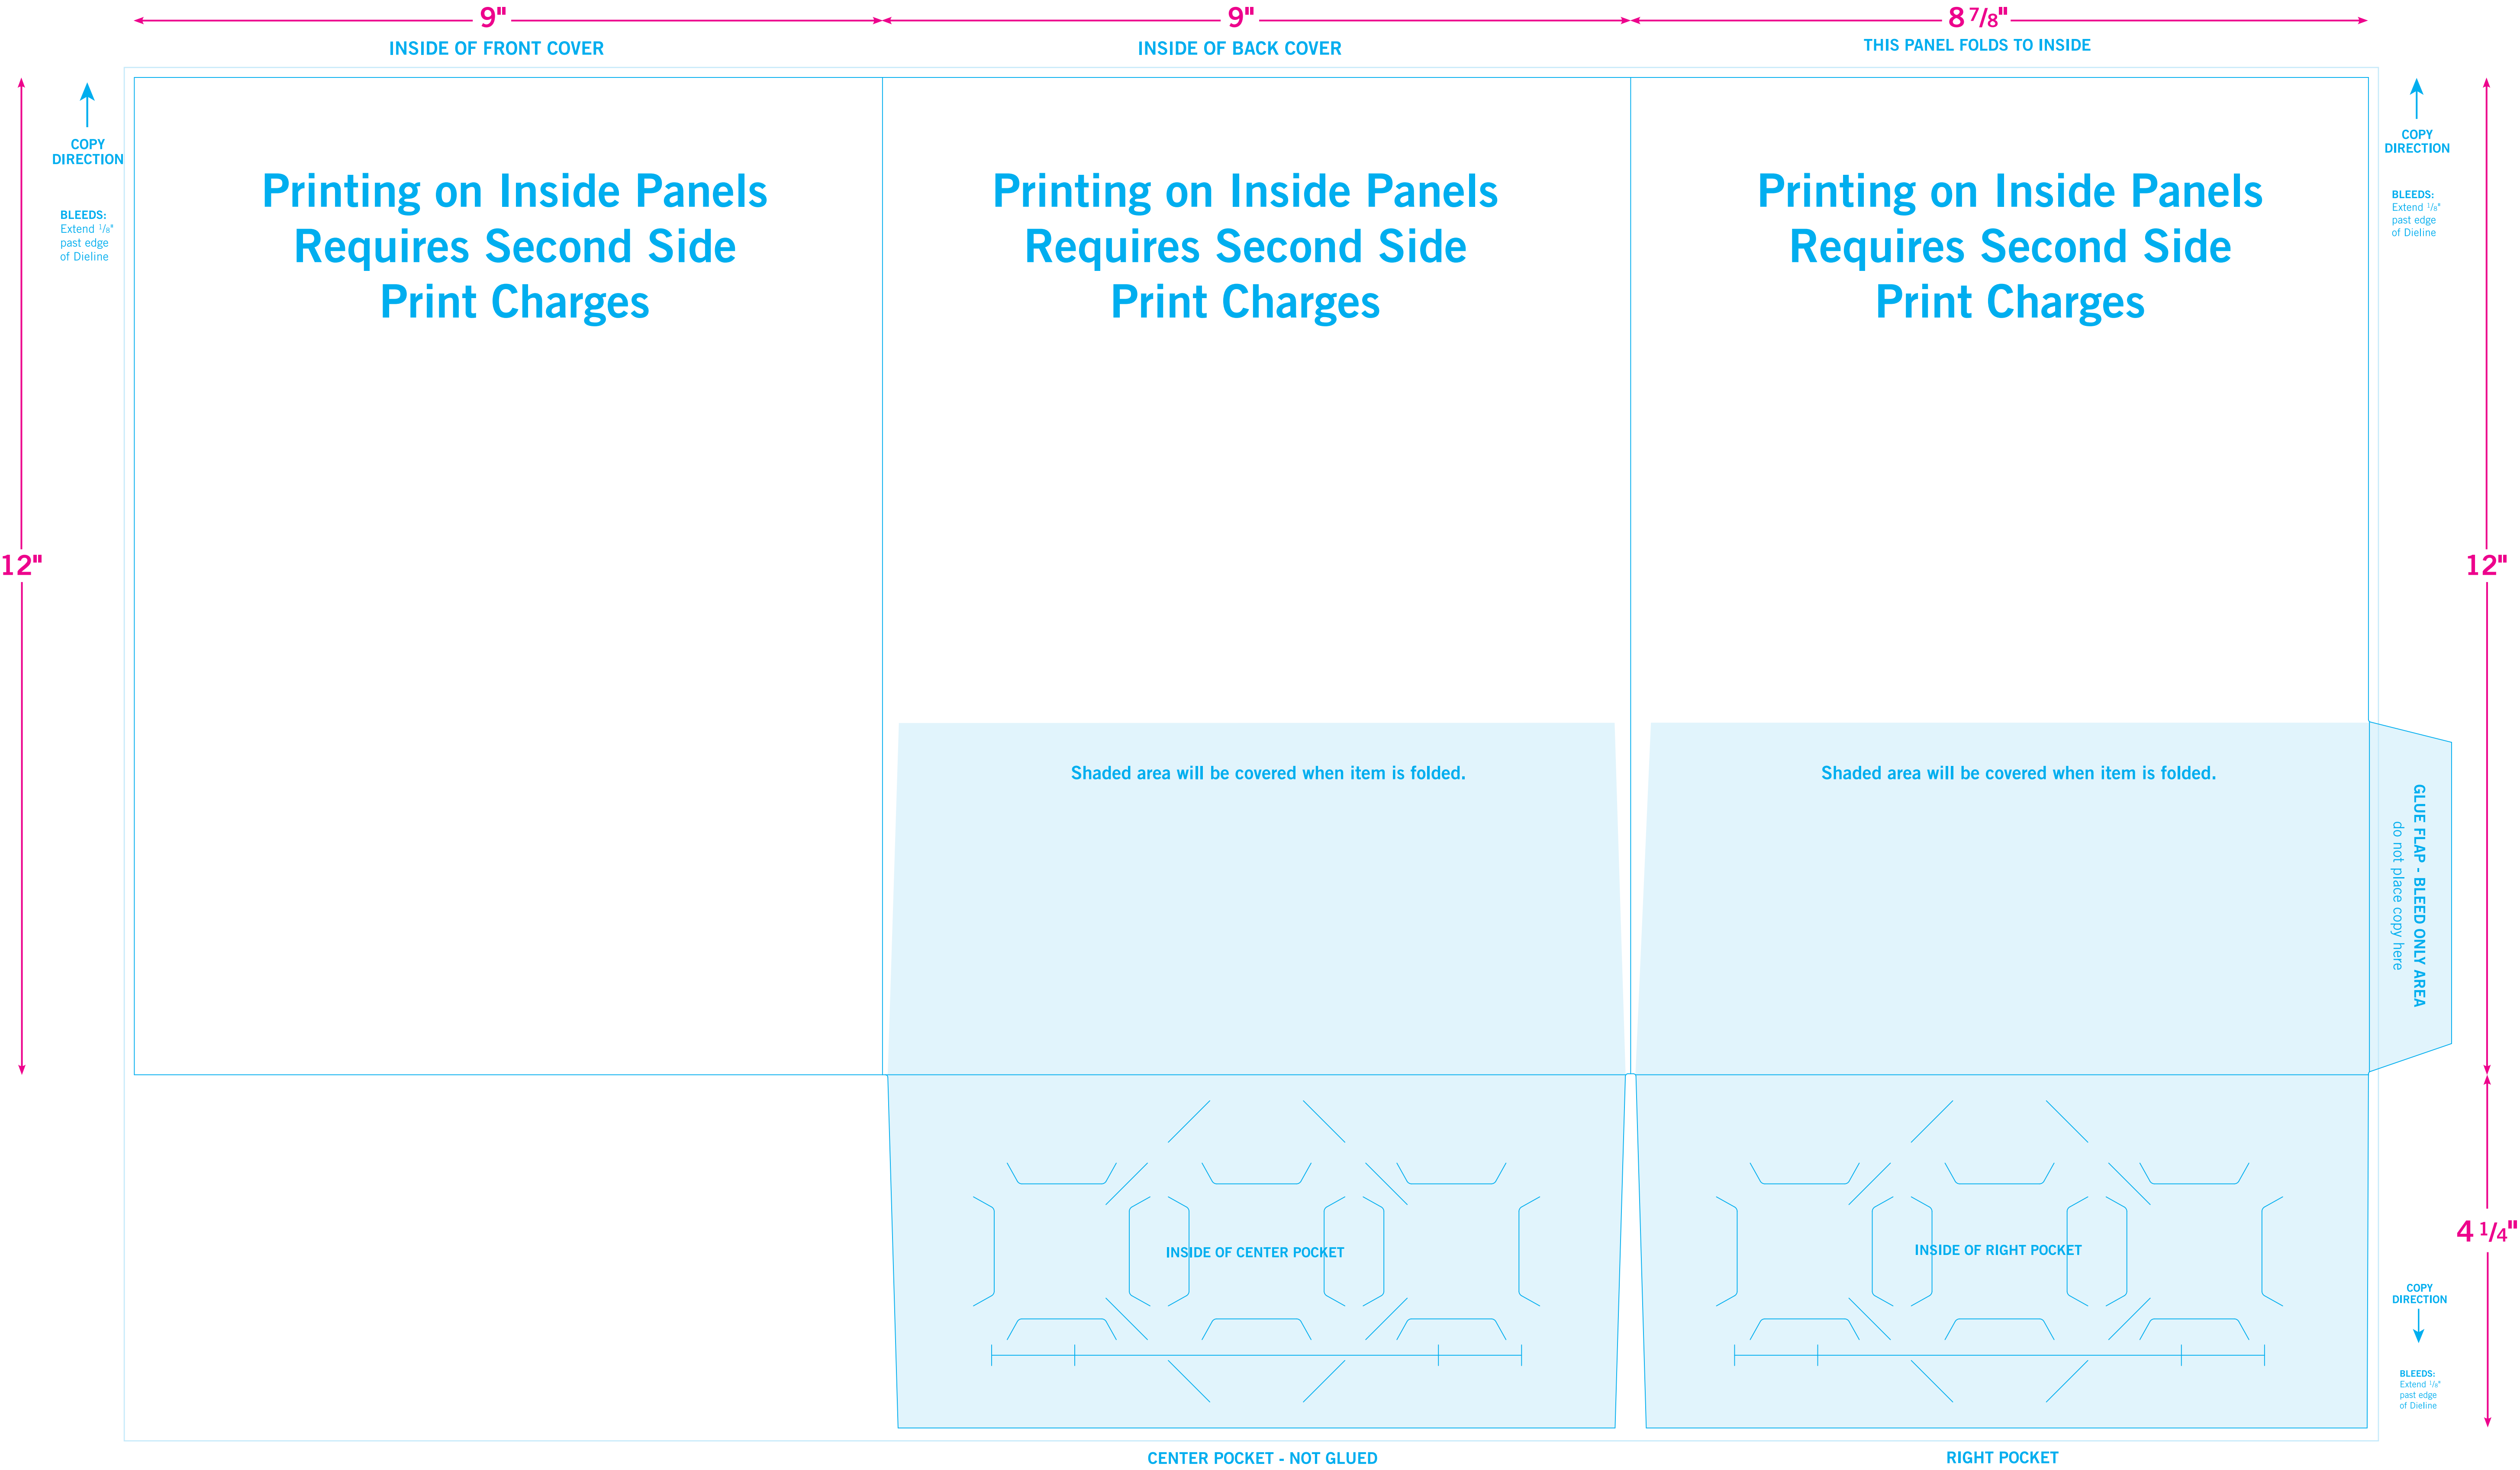 9"
9"
8 7/8"
INSIDE OF FRONT COVER
INSIDE OF BACK COVER
THIS PANEL FOLDS TO INSIDE
COPY
DIRECTION
BLEEDS:
Extend 1/8"
past edge
of Dieline
12"
Printing on Inside Panels
Requires Second Side
Print Charges
Printing on Inside Panels
Requires Second Side
Print Charges
Printing on Inside Panels
Requires Second Side
Print Charges
COPY
DIRECTION
BLEEDS:
Extend 1/8"
past edge
of Dieline
12"
Shaded area will be covered when item is folded.
Shaded area will be covered when item is folded.
GLUE FLAP - BLEED ONLY AREA
do not place copy here
INSIDE OF CENTER POCKET
INSIDE OF RIGHT POCKET
4 1/4"
COPY
DIRECTION
BLEEDS:
Extend 1/8"
past edge
of Dieline
CENTER POCKET - NOT GLUED
RIGHT POCKET